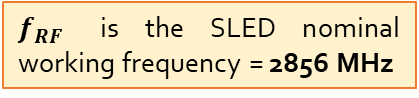 f_RF is the SLED nominal
working frequency = 2856 MHz